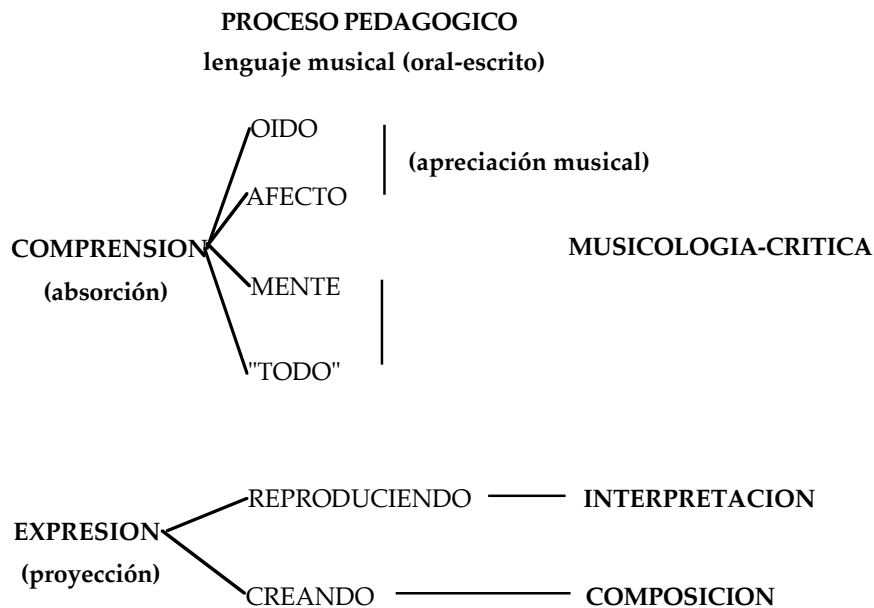 PROCESO PEDAGOGICO
lenguaje musical (oral-escrito)
OIDO
(apreciación musical)
AFECTO
COMPRENSION
(absorción)
MUSICOLOGIA-CRITICA
MENTE
"TODO"
REPRODUCIENDO
INTERPRETACION
EXPRESION
(proyección)
CREANDO
COMPOSICION